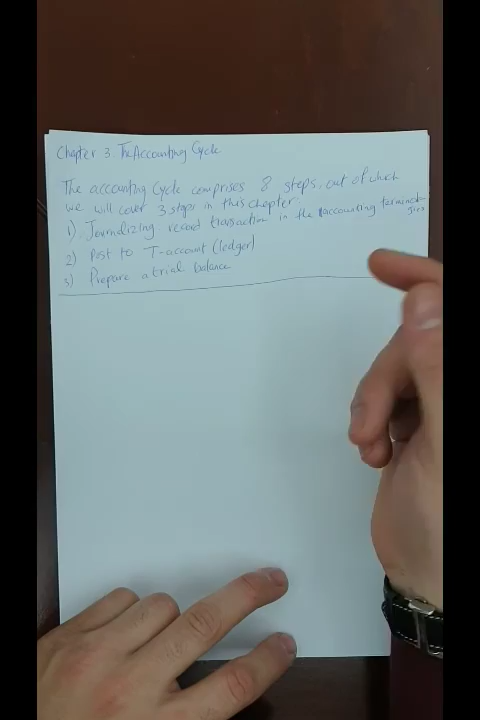 Chapter 3: The Accounting Cycle
The accounting cycle comprises 8 steps, out of which
we will cover 3 steps in this chapter:
1) Journalizing record transaction in the accounting terminolo-
gies
2) Post to T-account (ledger)
3) Prepare a trial balance